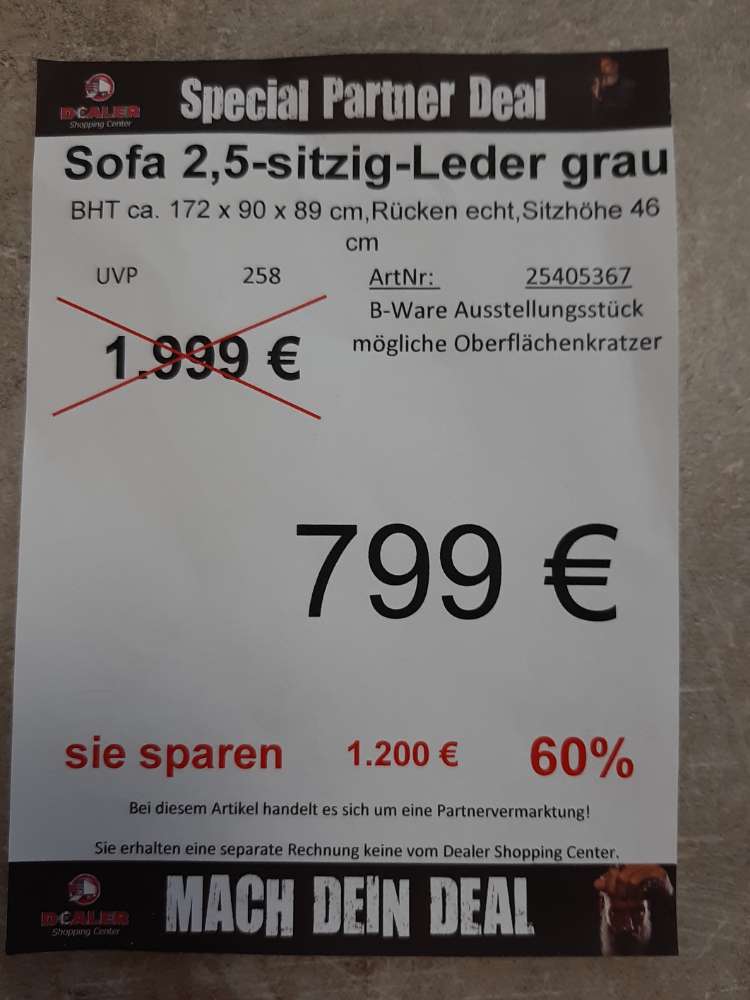 DEALER
Shopping Center
Special Partner Deal
Sofa 2,5-sitzig-Leder grau
BHT ca. 172 x 90 x 89 cm,Rücken echt,Sitzhöhe 46
cm
UVP 258 ArtNr: 25405367
B-Ware Ausstellungsstück
1.999 € mögliche Oberflächenkratzer
799 €
sie sparen 1.200 € 60%
Bei diesem Artikel handelt es sich um eine Partnervermarktung!
Sie erhalten eine separate Rechnung keine vom Dealer Shopping Center.
DEALER
Shopping Center
MACH DEIN DEAL